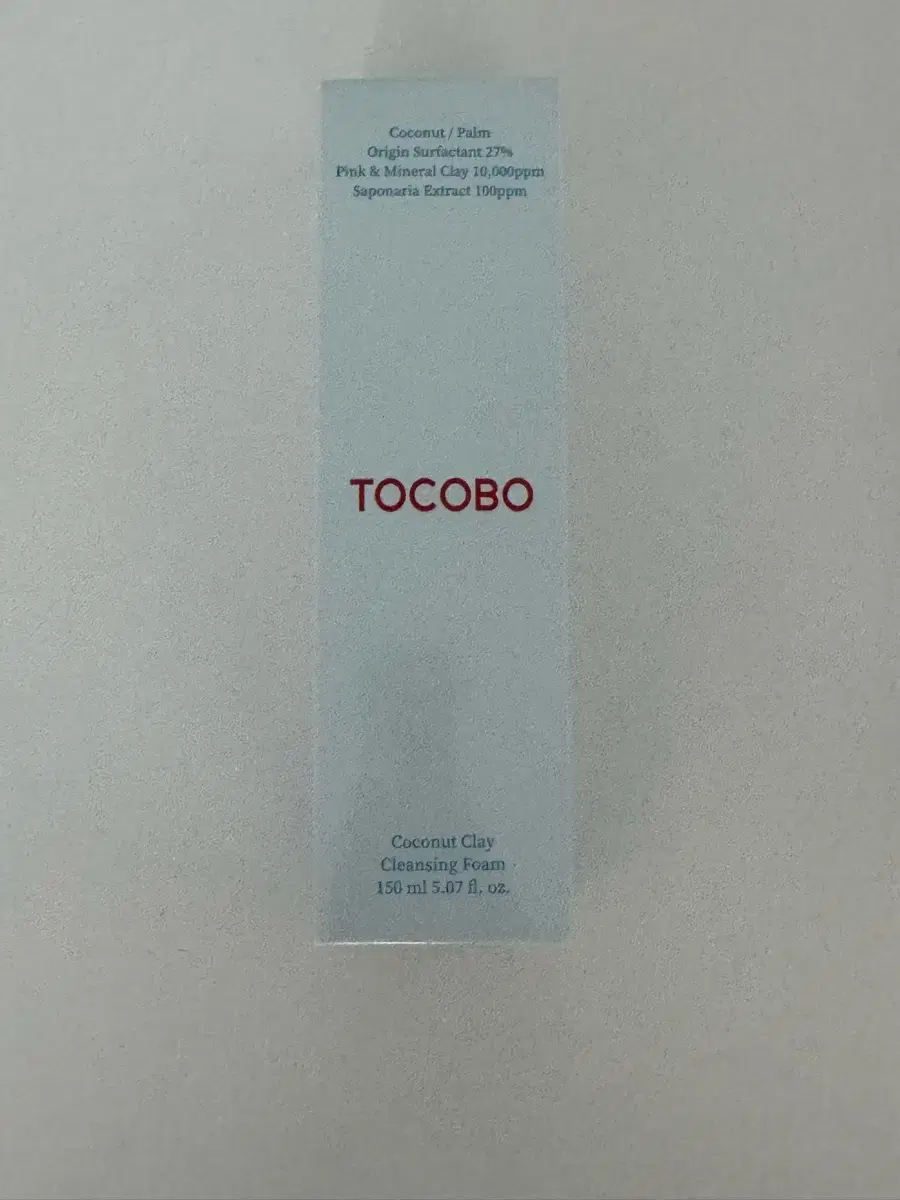 Coconut / Palm
Origin Surfactant 27%
Pink & Mineral Clay 10,000ppm
Saponaria Extract 100ppm
TOCOBO
Coconut Clay
Cleansing Foam
150 ml 5.07 fl. oz.